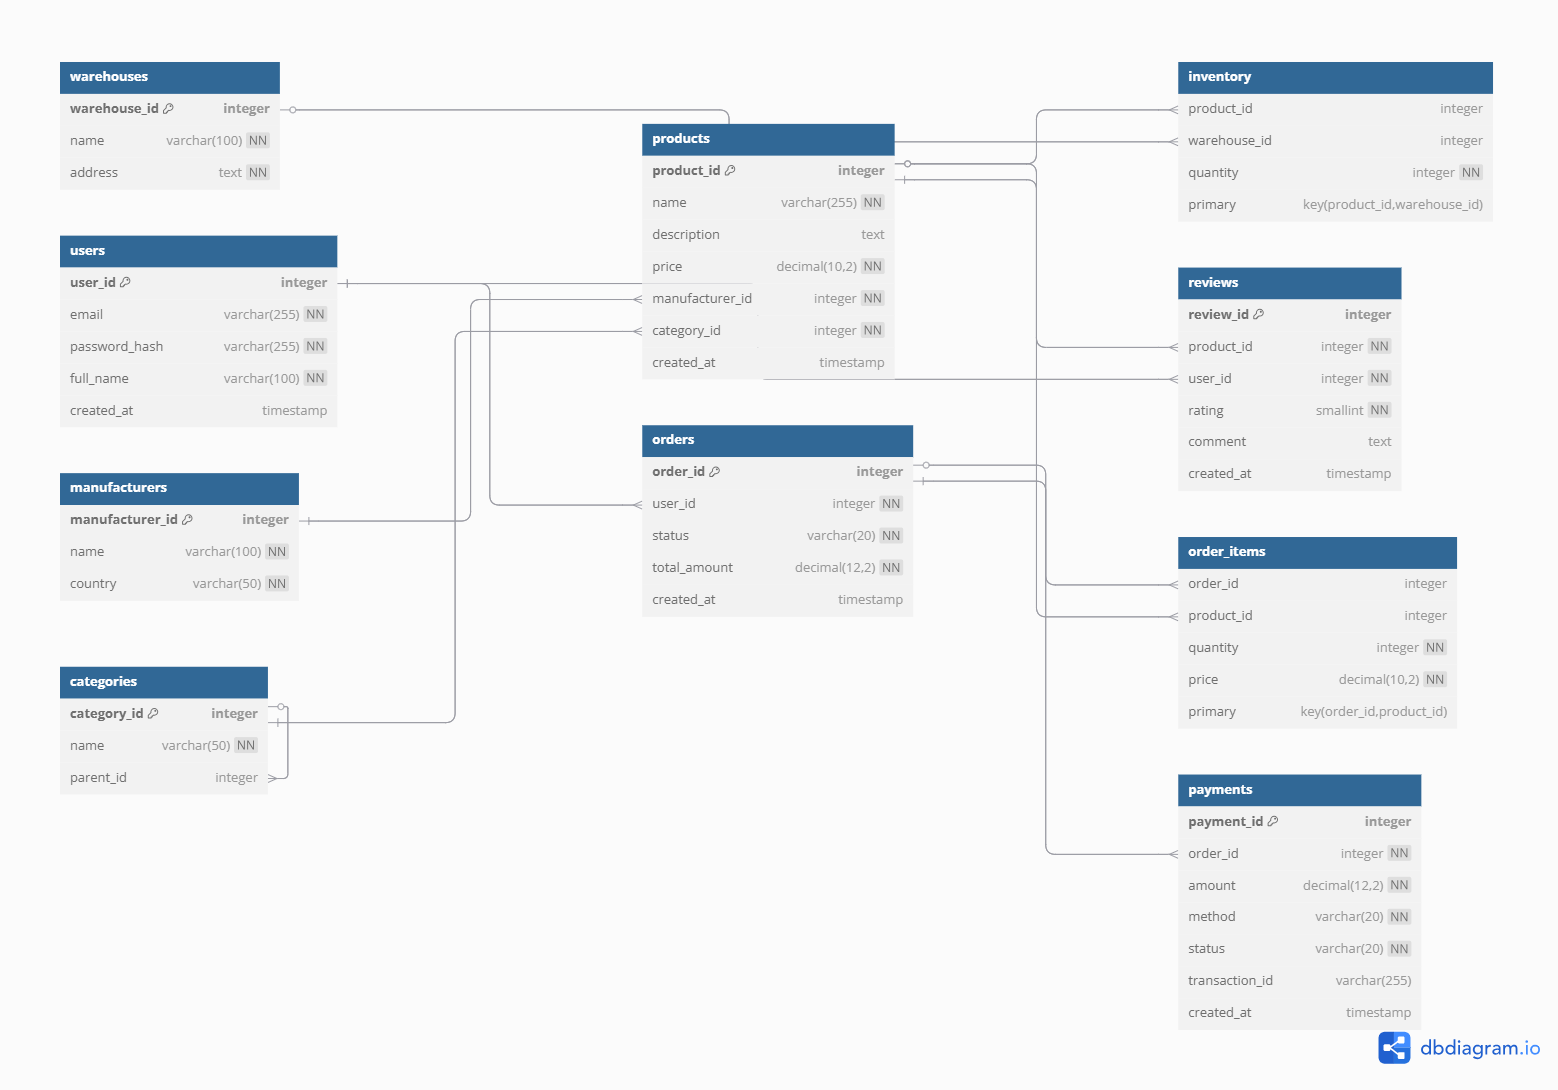 warehouses
warehouse_id integer
name varchar(100) NN
address text NN
users
user_id integer
email varchar(255) NN
password_hash varchar(255) NN
full_name varchar(100) NN
created_at timestamp
manufacturers
manufacturer_id integer
name varchar(100) NN
country varchar(50) NN
categories
category_id integer
name varchar(50) NN
parent_id integer
products
product_id integer
name varchar(255) NN
description text
price decimal(10,2) NN
manufacturer_id integer NN
category_id integer NN
created_at timestamp
orders
order_id integer
user_id integer NN
status varchar(20) NN
total_amount decimal(12,2) NN
created_at timestamp
inventory
product_id integer
warehouse_id integer
quantity integer NN
primary key(product_id,warehouse_id)
reviews
review_id integer
product_id integer NN
user_id integer NN
rating smallint NN
comment text
created_at timestamp
order_items
order_id integer
product_id integer
quantity integer NN
price decimal(10,2) NN
primary key(order_id,product_id)
payments
payment_id integer
order_id integer NN
amount decimal(12,2) NN
method varchar(20) NN
status varchar(20) NN
transaction_id varchar(255)
created_at timestamp
dbdiagram.io